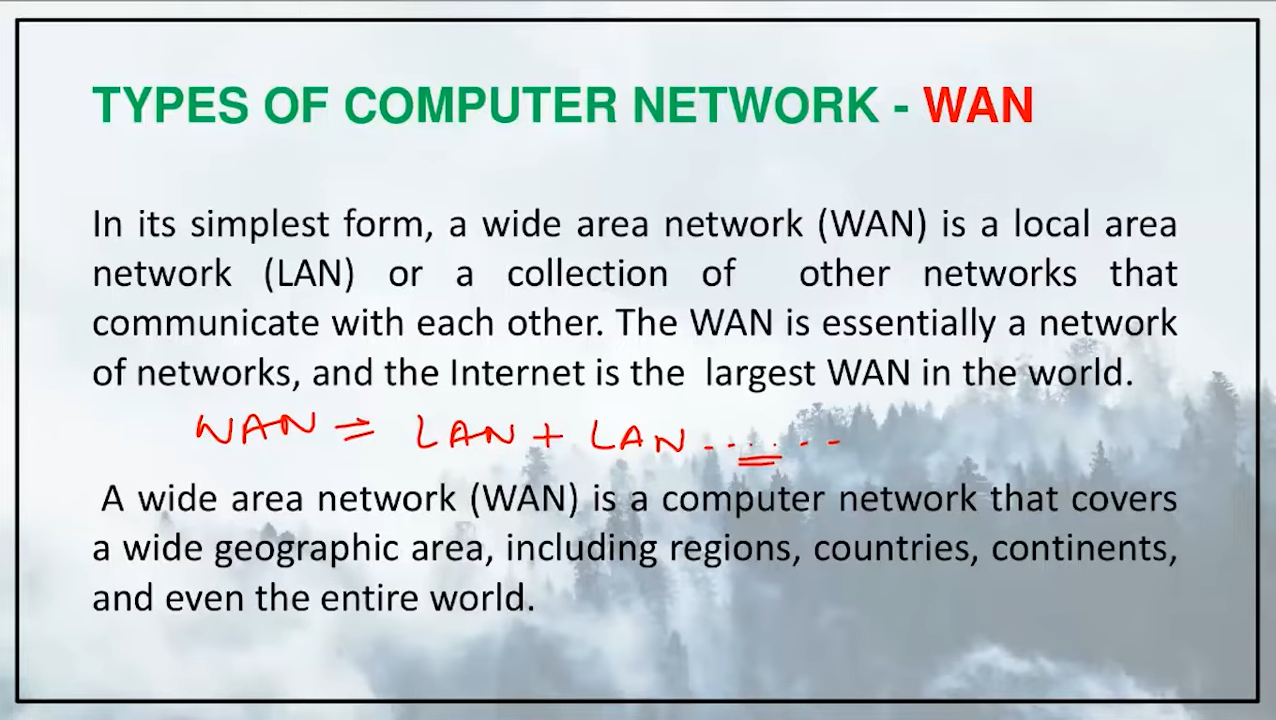 TYPES OF COMPUTER NETWORK - WAN
In its simplest form, a wide area network (WAN) is a local area
network (LAN) or a collection of other networks that
communicate with each other. The WAN is essentially a network
of networks, and the Internet is the largest WAN in the world.
WAN = LAN + LAN .......
A wide area network (WAN) is a computer network that covers
a wide geographic area, including regions, countries, continents,
and even the entire world.